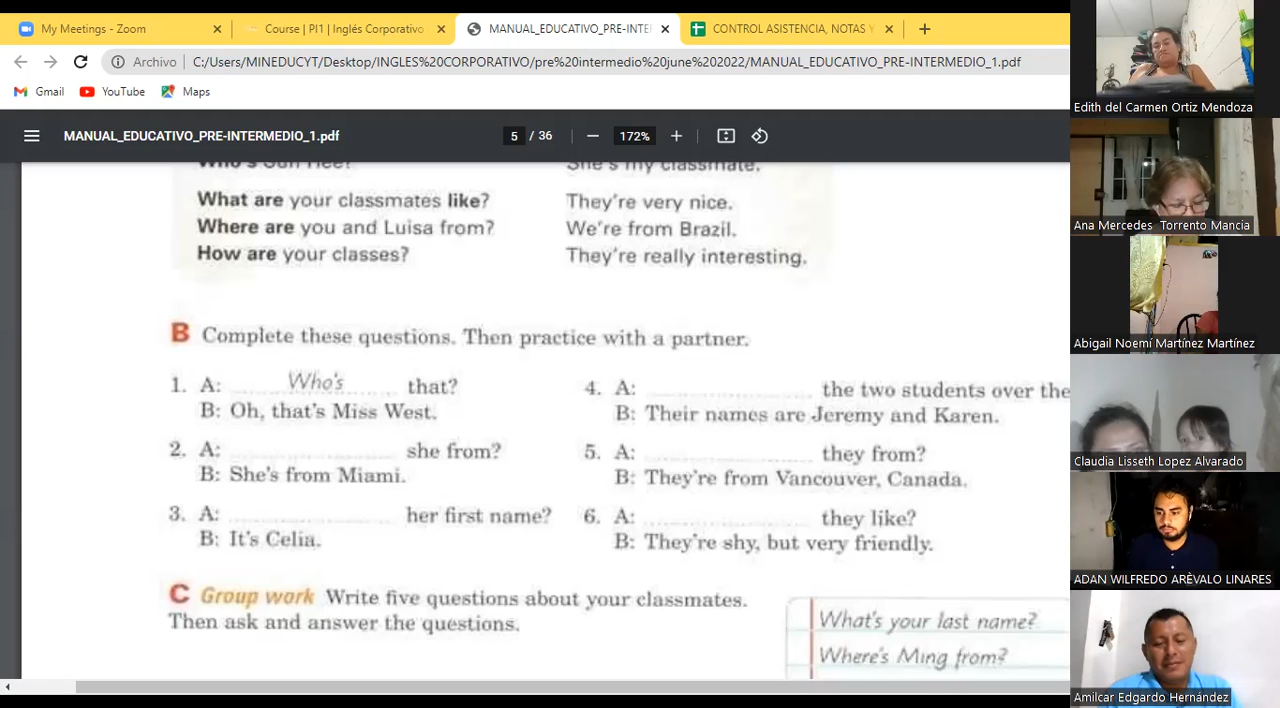 My Meetings - Zoom
Course | PI1 | Inglés Corporativo
MANUAL_EDUCATIVO_PRE-INTE
CONTROL ASISTENCIA, NOTAS Y
Archivo C:/Users/MINEDUCYT/Desktop/INGLES%20CORPORATIVO/pre%20intermedio%20june%202022/MANUAL_EDUCATIVO_PRE-INTERMEDIO_1.pdf
Gmail YouTube Maps
MANUAL_EDUCATIVO_PRE-INTERMEDIO_1.pdf
5 / 36
172%
She's my classmate.
What are your classmates like? They're very nice.
Where are you and Luisa from? We're from Brazil.
How are your classes? They're really interesting.
B Complete these questions. Then practice with a partner.
1. A: Who's that?
B: Oh, that's Miss West.
2. A: she from?
B: She's from Miami.
3. A: her first name?
B: It's Celia.
4. A: the two students over the
B: Their names are Jeremy and Karen.
5. A: they from?
B: They're from Vancouver, Canada.
6. A: they like?
B: They're shy, but very friendly.
C Group work Write five questions about your classmates.
Then ask and answer the questions.
What's your last name?
Where's Ming from?
Edith del Carmen Ortiz Mendoza
Ana Mercedes Torrento Mancia
Abigail Noemí Martínez Martínez
Claudia Lisseth Lopez Alvarado
ADAN WILFREDO ARÈVALO LINARES
Amilcar Edgardo Hernández